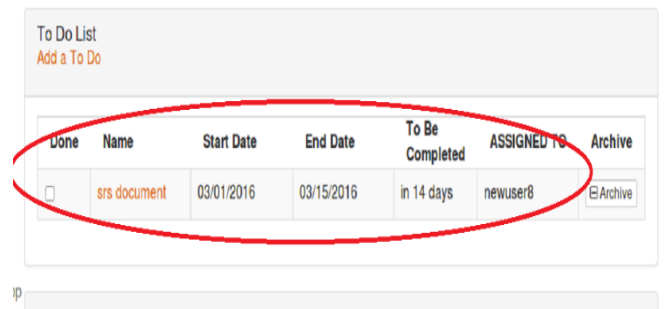 To Do List
Add a To Do
Done Name Start Date End Date To Be Completed ASSIGNED TO Archive
srs document 03/01/2016 03/15/2016 in 14 days newuser8 Archive
op